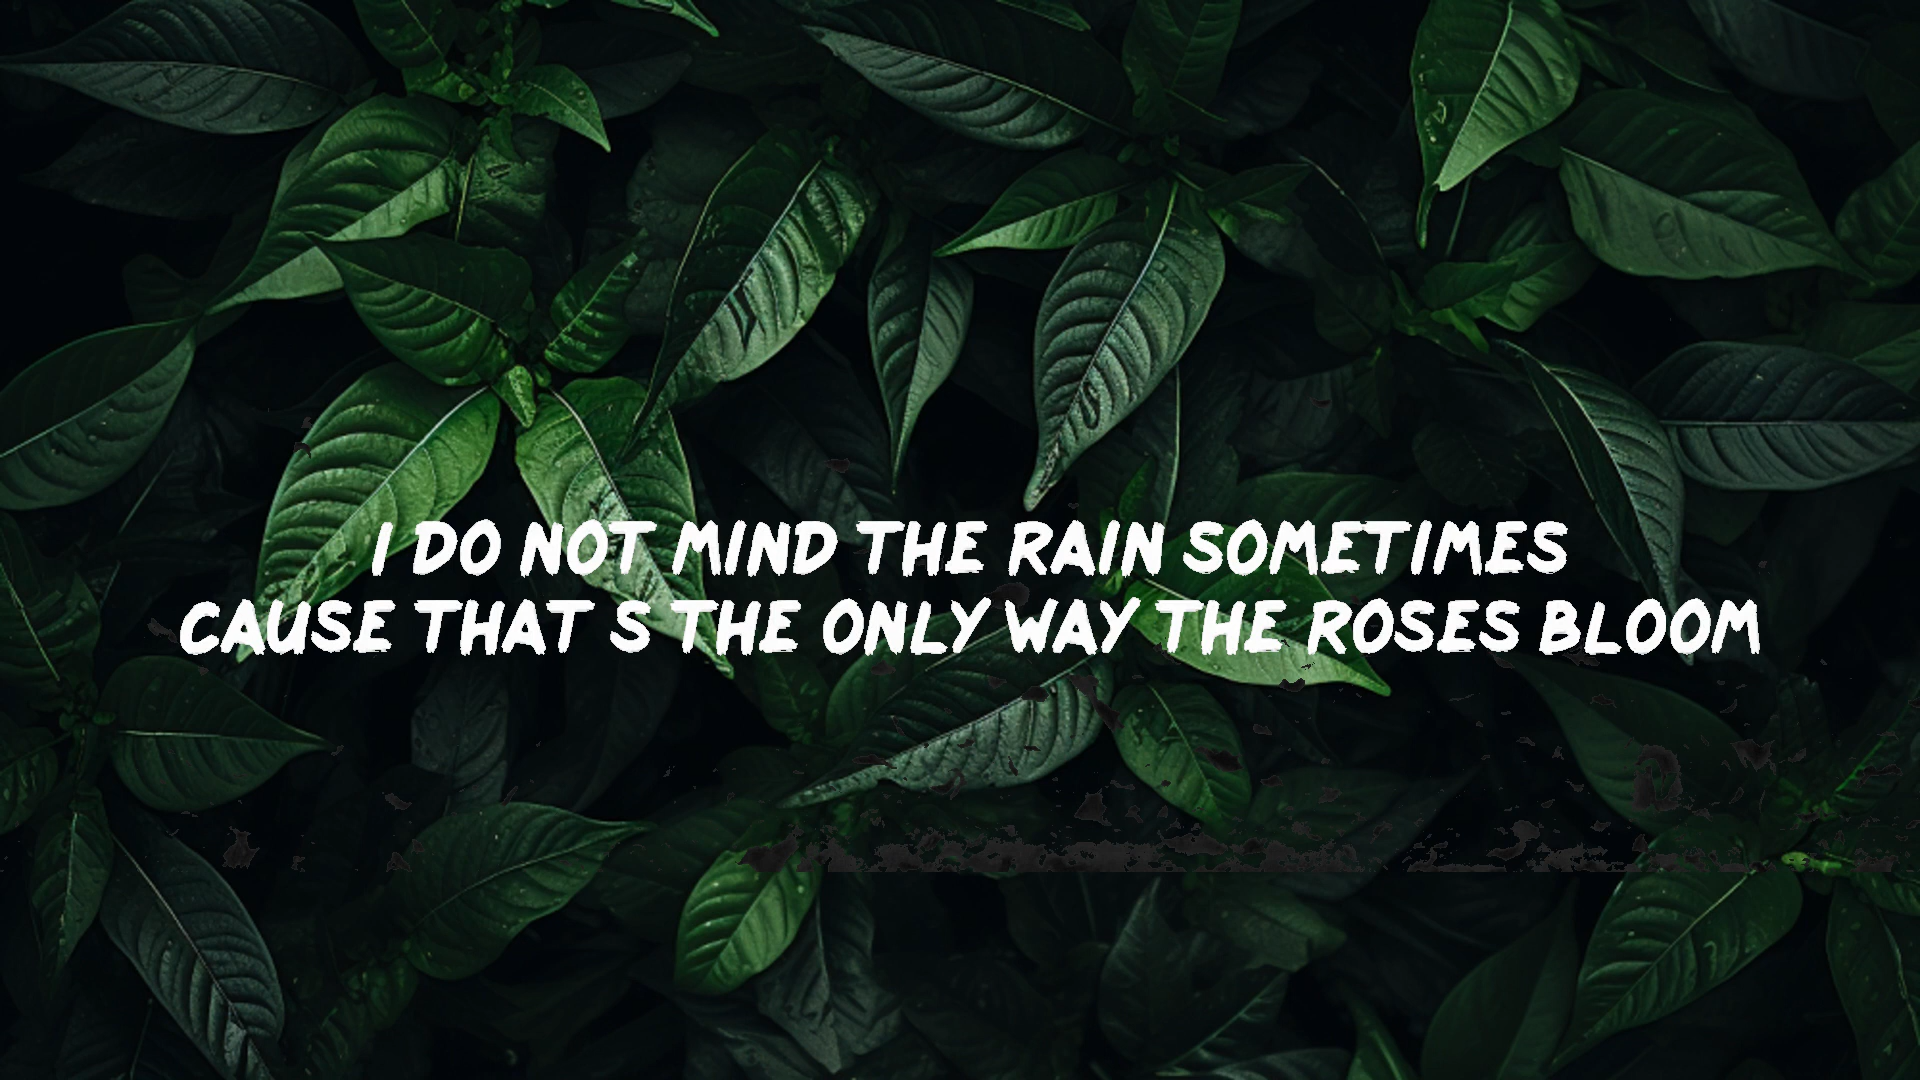 I DO NOT MIND THE RAIN SOMETIMES
CAUSE THAT S THE ONLY WAY THE ROSES BLOOM